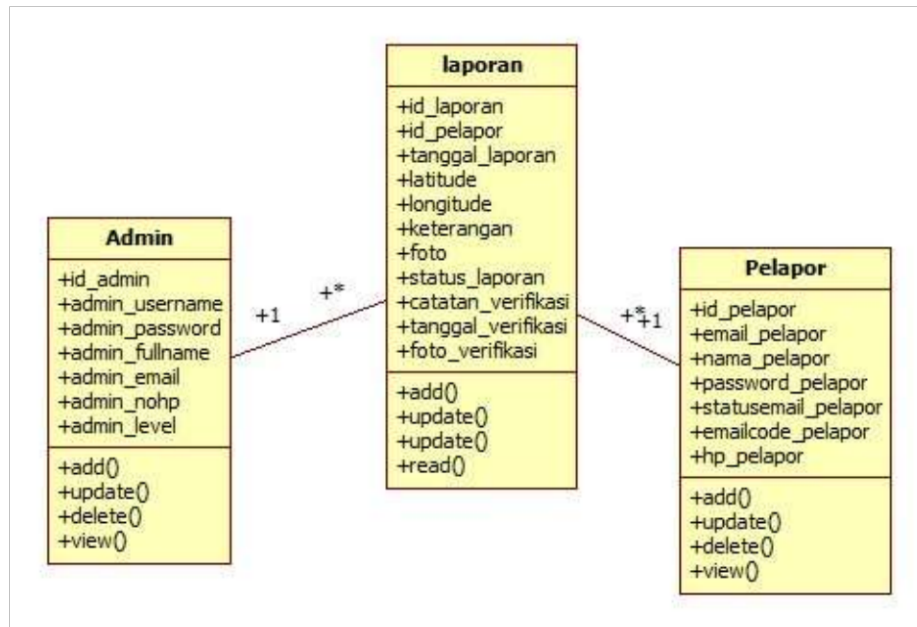 laporan
+id_laporan
+id_pelapor
+tanggal_laporan
+latitude
+longitude
+keterangan
+foto
+status_laporan
+catatan_verifikasi
+tanggal_verifikasi
+foto_verifikasi
+add()
+update()
+update()
+read()
Admin
+id_admin
+admin_username
+admin_password
+admin_fullname
+admin_email
+admin_nohp
+admin_level
+add()
+update()
+delete()
+view()
+1
+*
+*
+1
Pelapor
+id_pelapor
+email_pelapor
+nama_pelapor
+password_pelapor
+statusemail_pelapor
+emailcode_pelapor
+hp_pelapor
+add()
+update()
+delete()
+view()